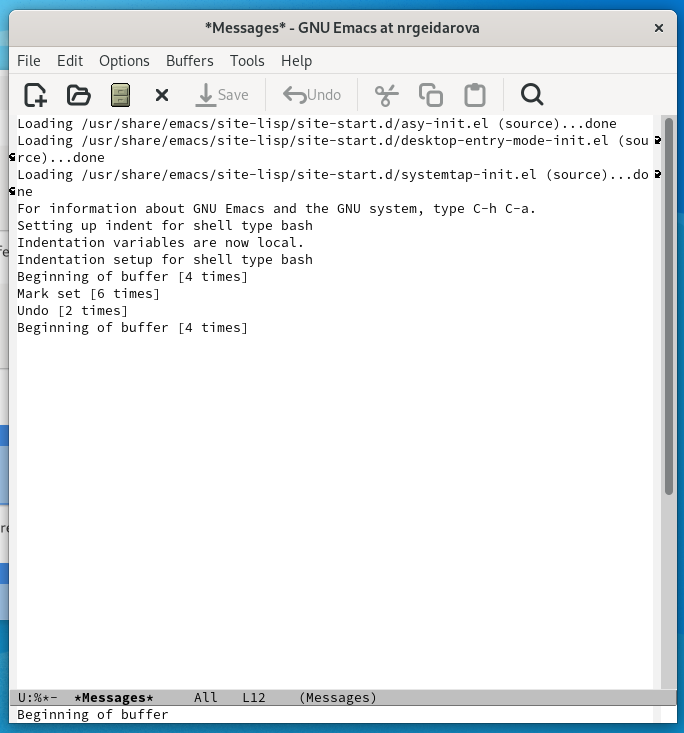 *Messages* - GNU Emacs at nrgeidarova
File Edit Options Buffers Tools Help
Save Undo
Loading /usr/share/emacs/site-lisp/site-start.d/asy-init.el (source)...done
Loading /usr/share/emacs/site-lisp/site-start.d/desktop-entry-mode-init.el (sou
rce)...done
Loading /usr/share/emacs/site-lisp/site-start.d/systemtap-init.el (source)...do
ne
For information about GNU Emacs and the GNU system, type C-h C-a.
Setting up indent for shell type bash
Indentation variables are now local.
Indentation setup for shell type bash
Beginning of buffer [4 times]
Mark set [6 times]
Undo [2 times]
Beginning of buffer [4 times]
U:%*- *Messages* All L12 (Messages)
Beginning of buffer